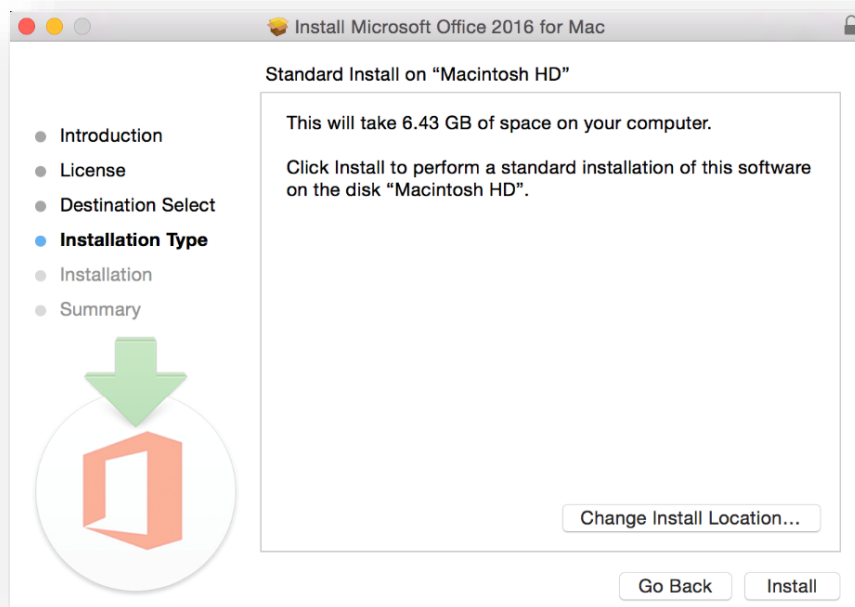 Install Microsoft Office 2016 for Mac
Standard Install on “Macintosh HD”
Introduction
License
Destination Select
Installation Type
Installation
Summary
This will take 6.43 GB of space on your computer.
Click Install to perform a standard installation of this software
on the disk “Macintosh HD”.
Change Install Location...
Go Back
Install